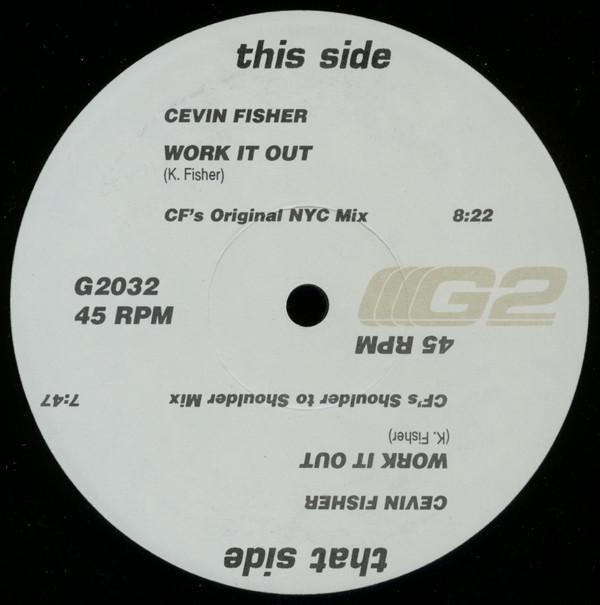 this side
CEVIN FISHER
WORK IT OUT
(K. Fisher)
CF's Original NYC Mix 8:22
G2032
45 RPM
G2
that side
CEVIN FISHER
WORK IT OUT
(K. Fisher)
CF's Shoulder to Shoulder Mix 7:47
45 RPM